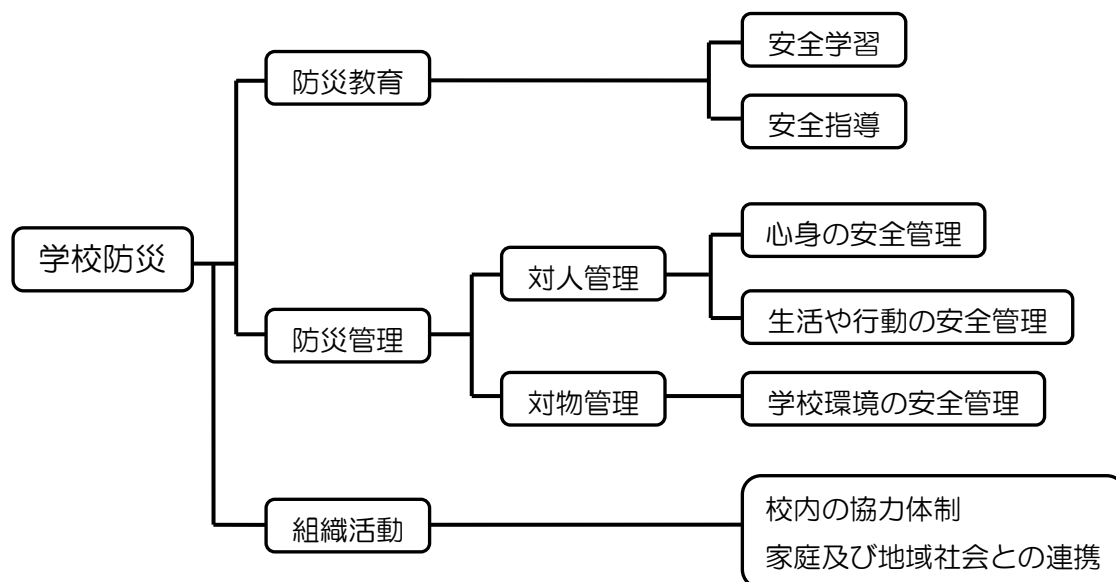 学校防災
防災教育
安全学習
安全指導
防災管理
対人管理
心身の安全管理
生活や行動の安全管理
対物管理
学校環境の安全管理
組織活動
校内の協力体制
家庭及び地域社会との連携